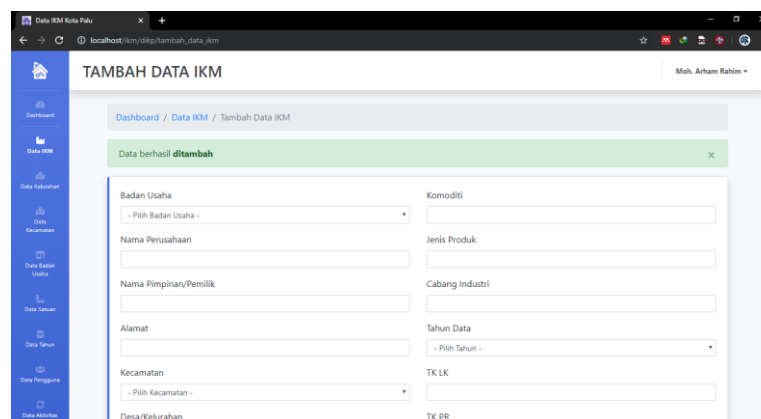 Data IKM Kota Palu
localhost/ikm/dikp/tambah_data_ikm
TAMBAH DATA IKM
Moh. Arham Rahim
Dashboard
Data IKM
Data Kelurahan
Data
Kecamatan
Data Badan
Usaha
Data Satuan
Data Tahun
Data Pengguna
Data Aktivitas
Dashboard / Data IKM / Tambah Data IKM
Data berhasil ditambah
Badan Usaha
- Pilih Badan Usaha -
Nama Perusahaan
Nama Pimpinan/Pemilik
Alamat
Kecamatan
- Pilih Kecamatan -
Desa/Kelurahan
Komoditi
Jenis Produk
Cabang Industri
Tahun Data
- Pilih Tahun -
TK LK
TK PR